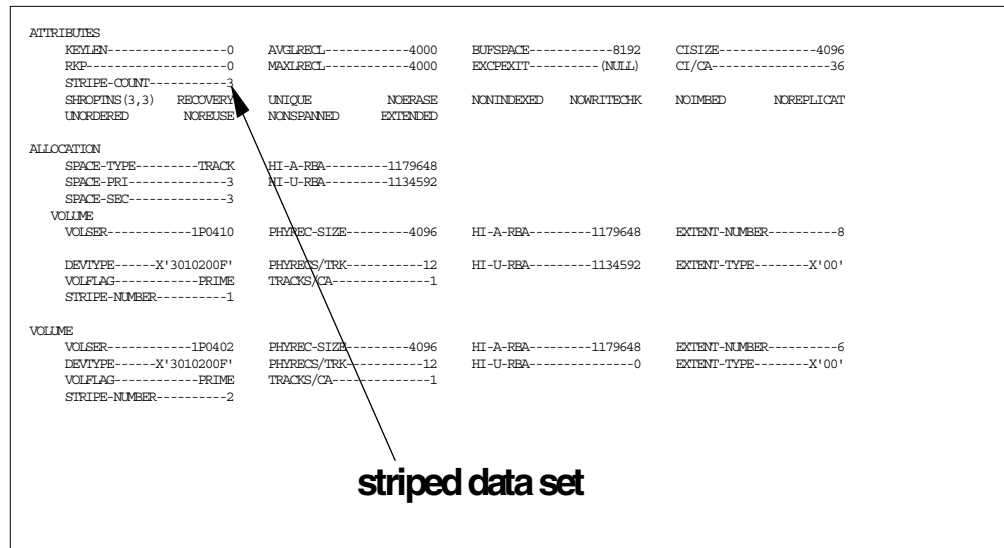 ATTRIBUTES
KEYLEN-----------------0 AVGLRECL------------4000 BUFSPACE------------8192 CISIZE--------------4096
RKP--------------------0 MAXLRECL------------4000 EXCPEXIT----------(NULL) CI/CA-----------------36
STRIPE-COUNT-----------3
SHROPTNS(3,3) RECOVERY UNIQUE NOERASE NONINDEXED NOWRITECHK NOIMBED NOREPLICAT
UNORDERED NOREUSE NONSPANNED EXTENDED
ALLOCATION
SPACE-TYPE---------TRACK HI-A-RBA---------1179648
SPACE-PRI--------------3 HI-U-RBA---------1134592
SPACE-SEC--------------3
VOLUME
VOLSER------------1P0410 PHYREC-SIZE---------4096 HI-A-RBA---------1179648 EXTENT-NUMBER----------8
DEVTYPE------X'3010200F' PHYRECS/TRK-----------12 HI-U-RBA---------1134592 EXTENT-TYPE--------X'00'
VOLFLAG------------PRIME TRACKS/CA--------------1
STRIPE-NUMBER----------1
VOLUME
VOLSER------------1P0402 PHYREC-SIZE---------4096 HI-A-RBA---------1179648 EXTENT-NUMBER----------6
DEVTYPE------X'3010200F' PHYRECS/TRK-----------12 HI-U-RBA---------------0 EXTENT-TYPE--------X'00'
VOLFLAG------------PRIME TRACKS/CA--------------1
STRIPE-NUMBER----------2
striped data set